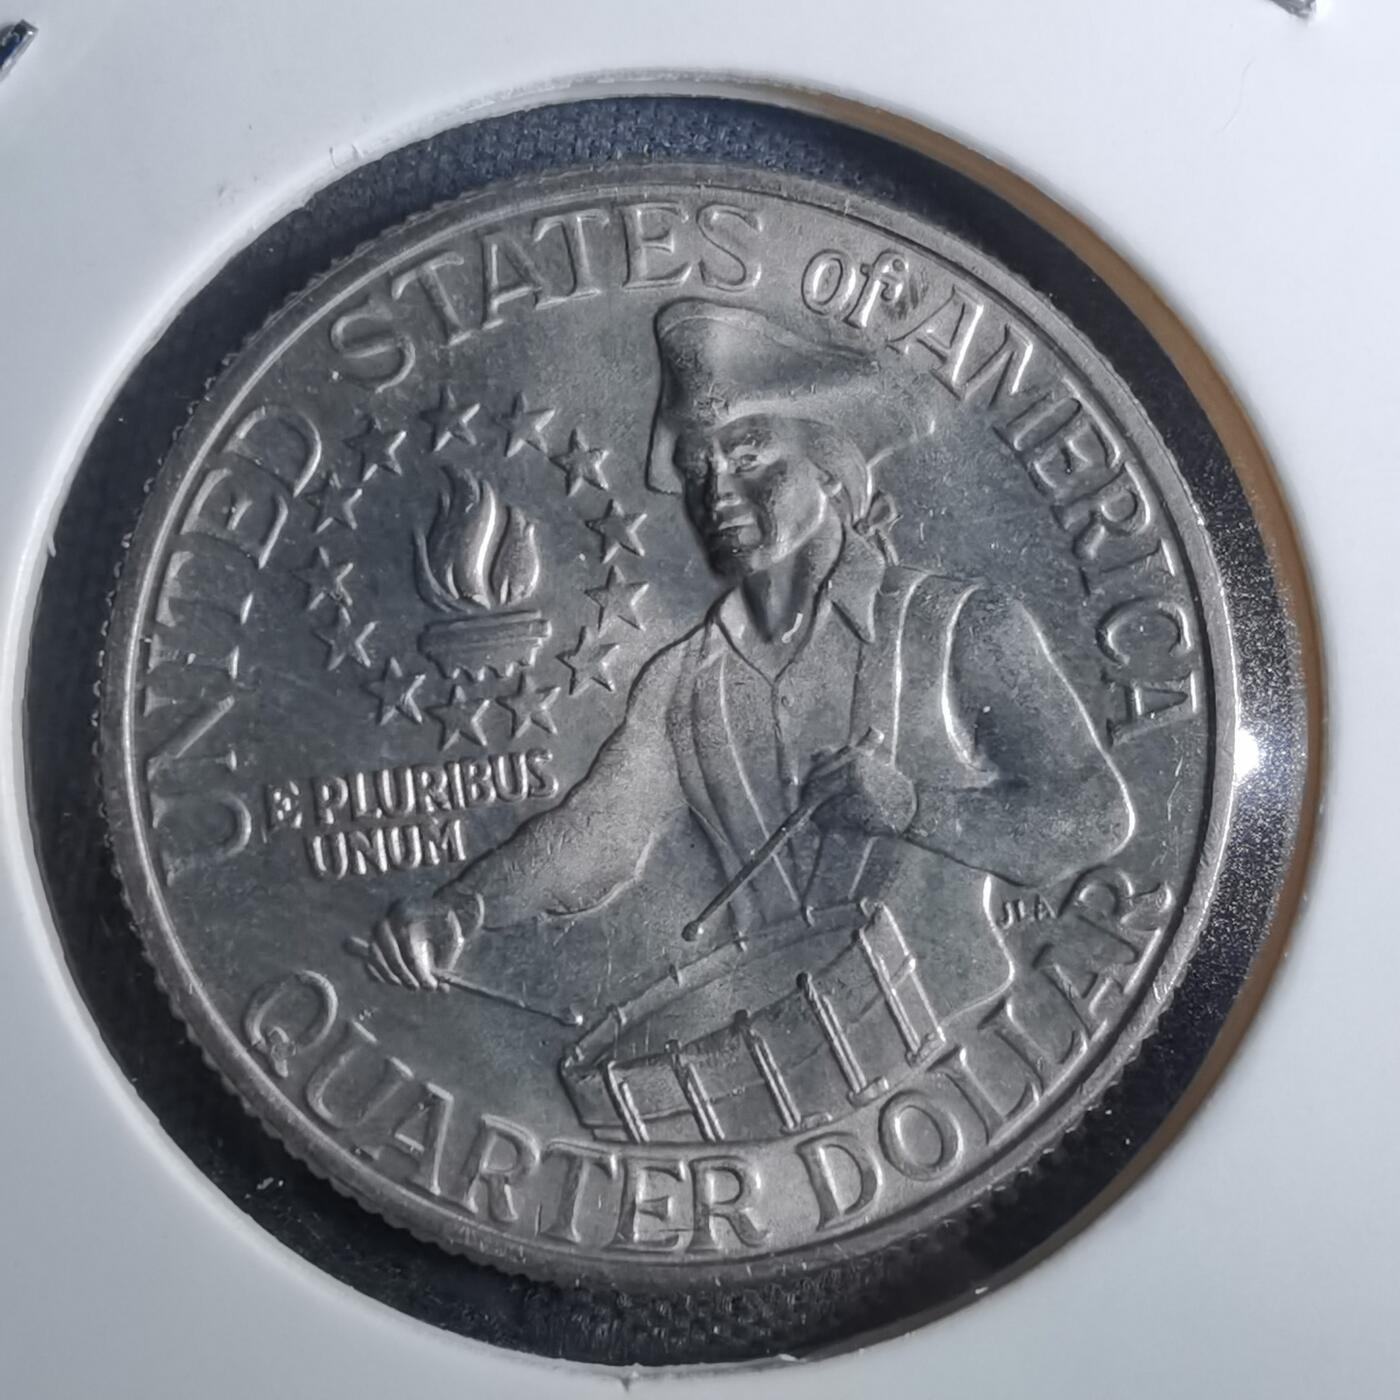 UNITED STATES of AMERICA
E PLURIBUS
UNUM
JLA
QUARTER DOLLAR